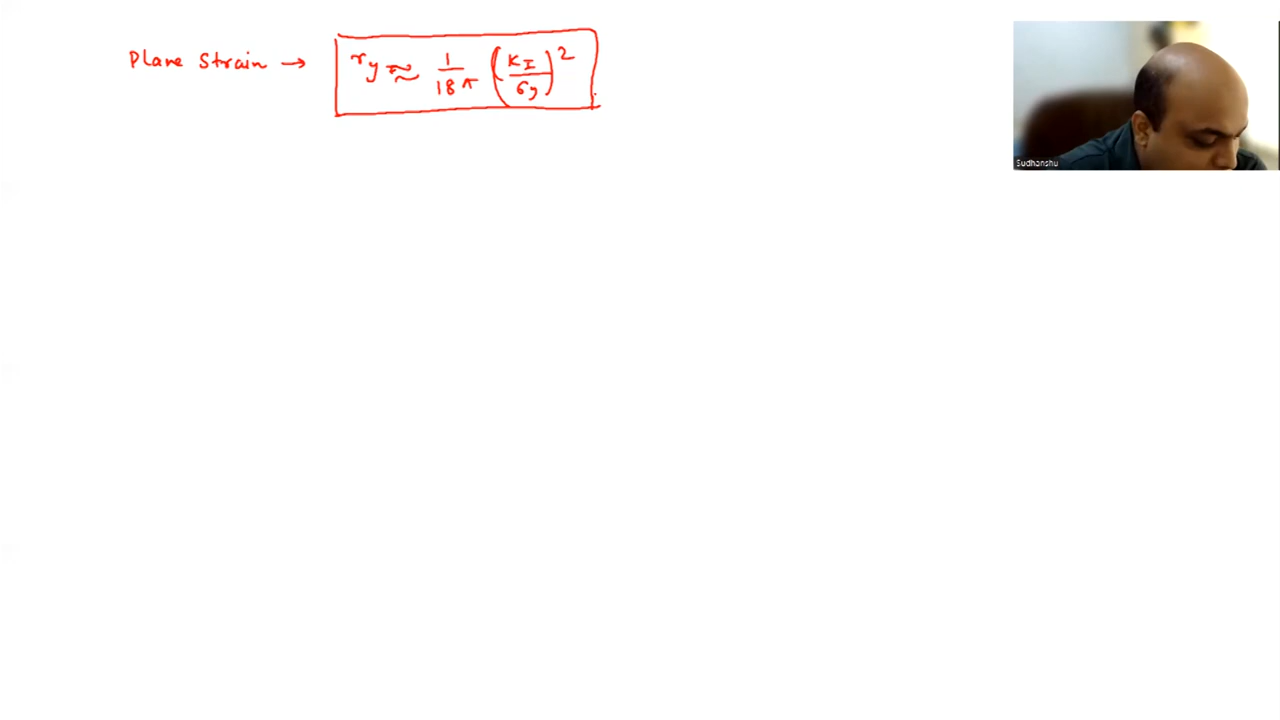 Plane Strain → r_y ≈ 1/18π (K_I/σ_y)^2
Sudhanshu